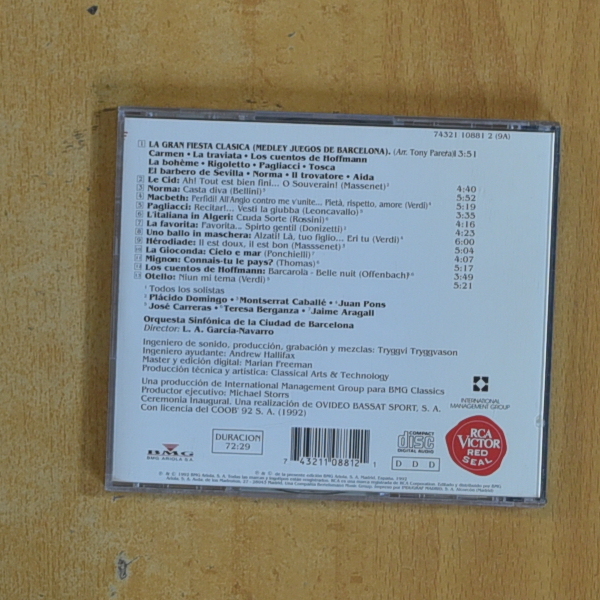 74321 10881 2 (9A)
1 LA GRAN FIESTA CLASICA (MEDLEY JUEGOS DE BARCELONA). (Arr. Tony Parera) 3:51
Carmen • La traviata • Los cuentos de Hoffmann
La bohème • Rigoletto • Pagliacci • Tosca
El barbero de Sevilla • Norma • Il trovatore • Aida
2 Le Cid: Ah! Tout est bien fini... O Souverain! (Massenet) 4:40
3 Norma: Casta diva (Bellini) 5:52
4 Macbeth: Perfidi! All'Anglo contro me v'unite... Pietà, rispetto, amore (Verdi) 5:19
5 Pagliacci: Recitar!... Vesti la giubba (Leoncavallo) 3:35
6 L'italiana in Algeri: Cruda Sorte (Rossini) 4:16
7 La favorita: Favorita... Spirto gentil (Donizetti) 4:23
8 Uno ballo in maschera: Alzati! Là, tuo figlio... Eri tu (Verdi) 6:00
9 Hérodiade: Il est doux, il est bon (Masssenet) 5:04
10 La Gioconda: Cielo e mar (Ponchielli) 4:07
11 Mignon: Connais-tu le pays? (Thomas) 5:17
12 Los cuentos de Hoffmann: Barcarola - Belle nuit (Offenbach) 3:49
13 Otello: Niun mi tema (Verdi) 5:21
Todos los solistas
Plácido Domingo • Montserrat Caballé • Juan Pons
José Carreras • Teresa Berganza • Jaime Aragall
Orquesta Sinfónica de la Ciudad de Barcelona
Director: L. A. García-Navarro
Ingeniero de sonido, producción, grabación y mezclas: Tryggvi Tryggvason
Ingeniero ayudante: Andrew Hallifax
Master y edición digital: Marian Freeman
Producción técnica y artística: Classical Arts & Technology
Una producción de International Management Group para BMG Classics
Productor ejecutivo: Michael Storrs
Ceremonia Inaugural. Una realización de OVIDEO BASSAT SPORT, S. A.
Con licencia del COOB' 92 S. A. (1992)
INTERNATIONAL
MANAGEMENT GROUP
BMG
BMG ARIOLA S.A.
DURACION
72:29
7 43211 08812 1
COMPACT
disc
DIGITAL AUDIO
D D D
RCA
VICTOR
RED
SEAL